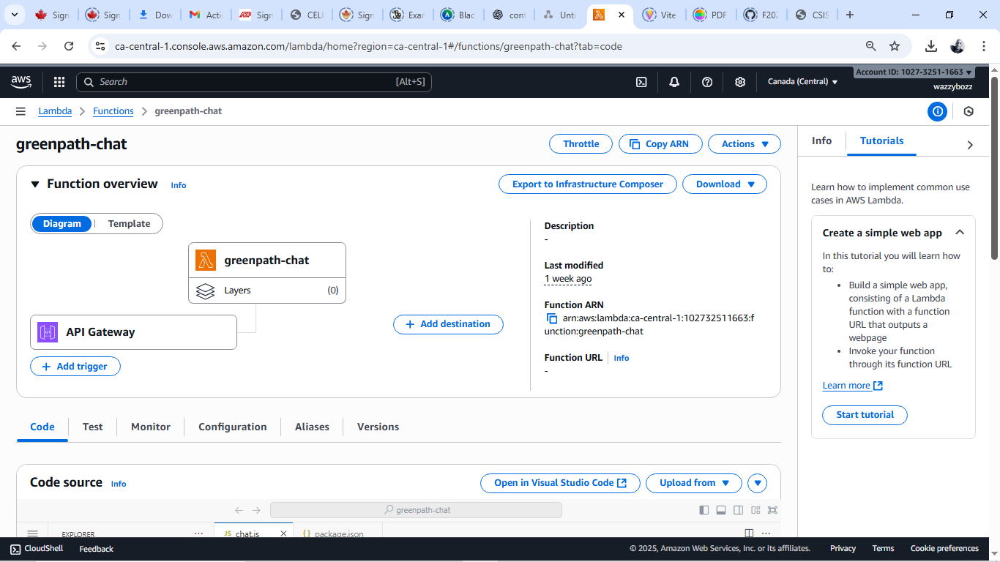 Sign
Sign
Dow
Acti
Sign
CELI
Sign
Exar
Blac
cont
Unti
Vite
PDF
F202
CSIS
ca-central-1.console.aws.amazon.com/lambda/home?region=ca-central-1#/functions/greenpath-chat?tab=code
aws
Search
[Alt+S]
Canada (Central)
Account ID: 1027-3251-1663
wazzybozz
Lambda
Functions
greenpath-chat
greenpath-chat
Throttle
Copy ARN
Actions
Info
Tutorials
Function overview
Info
Export to Infrastructure Composer
Download
Diagram
Template
greenpath-chat
Layers
(0)
API Gateway
Add trigger
Add destination
Description
-
Last modified
1 week ago
Function ARN
arn:aws:lambda:ca-central-1:102732511663:f
unction:greenpath-chat
Function URL
Info
-
Learn how to implement common use
cases in AWS Lambda.
Create a simple web app
In this tutorial you will learn how
to:
• Build a simple web app,
consisting of a Lambda
function with a function
URL that outputs a
webpage
• Invoke your function
through its function URL
Learn more
Start tutorial
Code
Test
Monitor
Configuration
Aliases
Versions
Code source
Info
Open in Visual Studio Code
Upload from
greenpath-chat
EXPLORER
JS chat.js
{} package.json
CloudShell
Feedback
© 2025, Amazon Web Services, Inc. or its affiliates.
Privacy
Terms
Cookie preferences